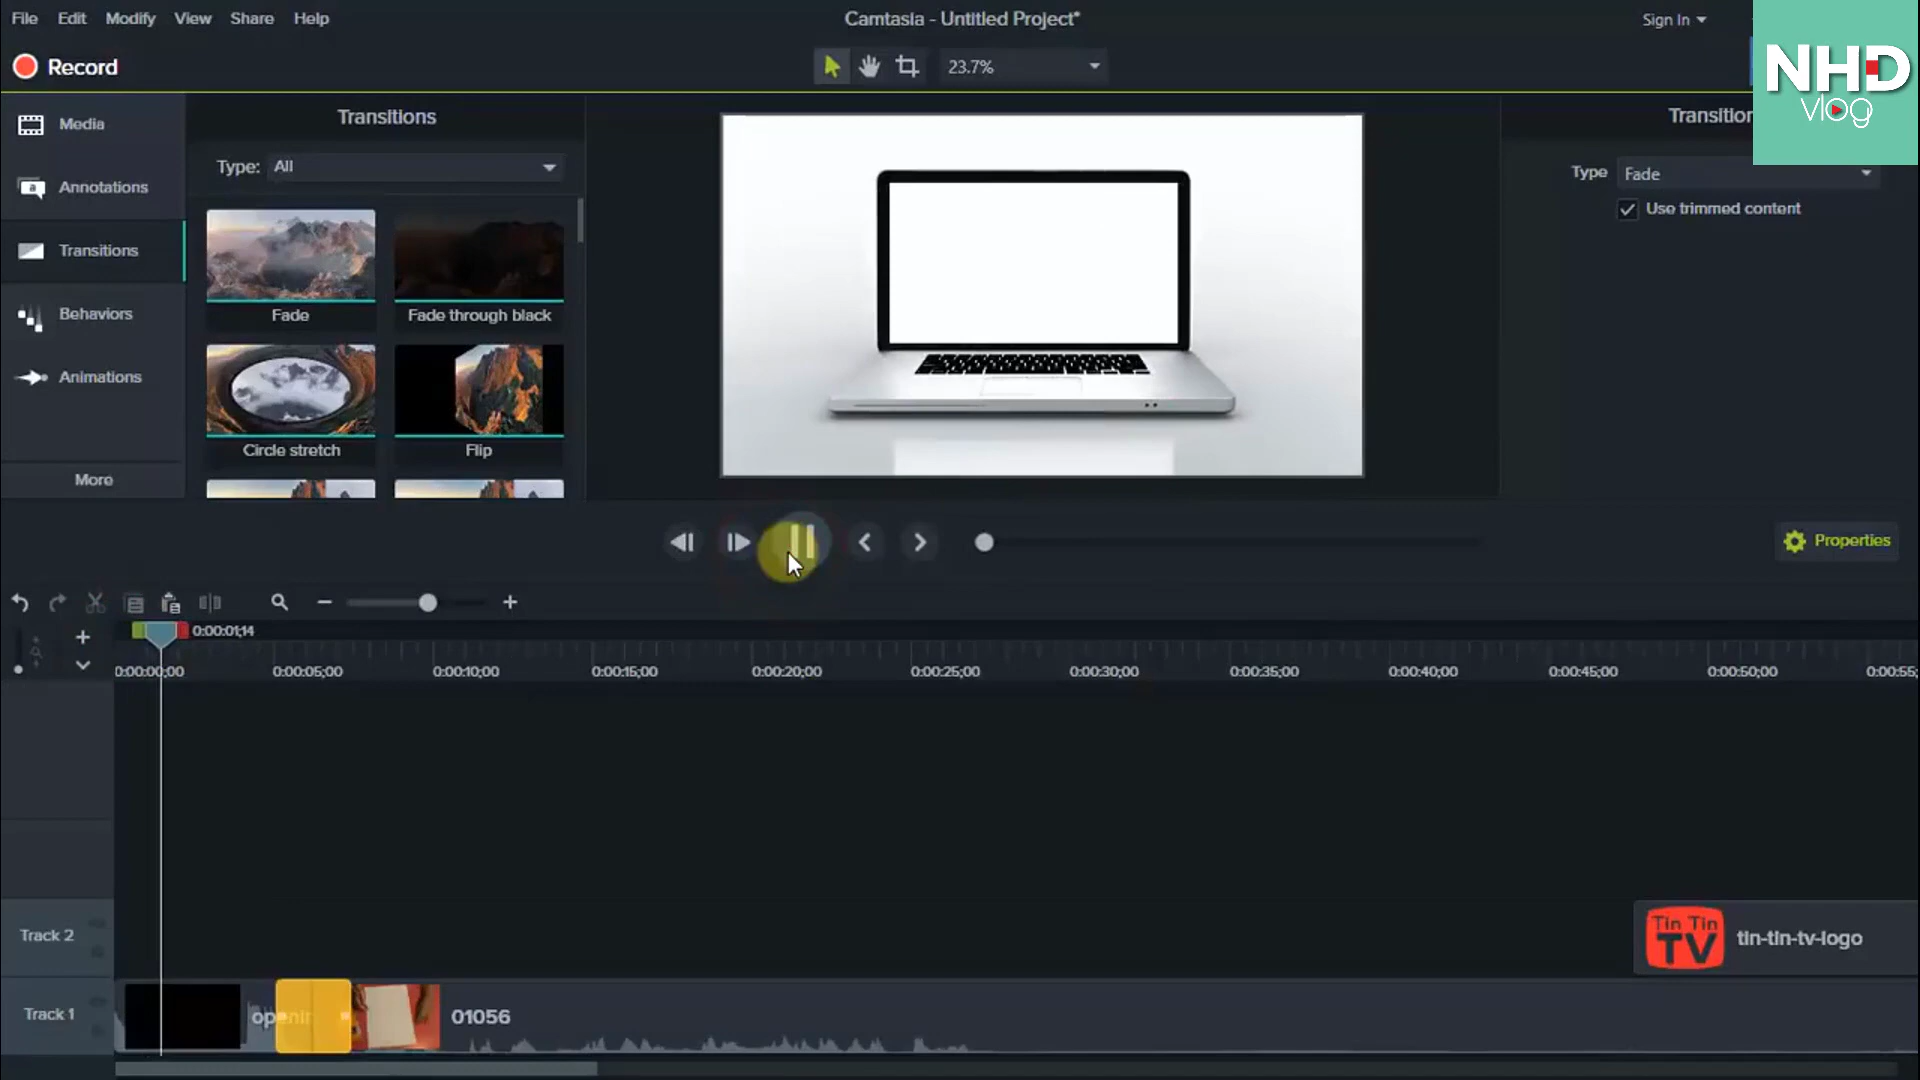 File Edit Modify View Share Help
Camtasia - Untitled Project*
Sign In
Record
23.7%
NHD
vlog
Media
Annotations
Transitions
Behaviors
Animations
More
Transitions
Type: All
Fade
Fade through black
Circle stretch
Flip
Transition
Type Fade
Use trimmed content
Properties
0:00:01;14
0:00:00;00 0:00:05;00 0:00:10;00 0:00:15;00 0:00:20;00 0:00:25;00 0:00:30;00 0:00:35;00 0:00:40;00 0:00:45;00 0:00:50;00 0:00:55;
Track 2
Tin Tin
TV
tin-tin-tv-logo
Track 1
openin
01056